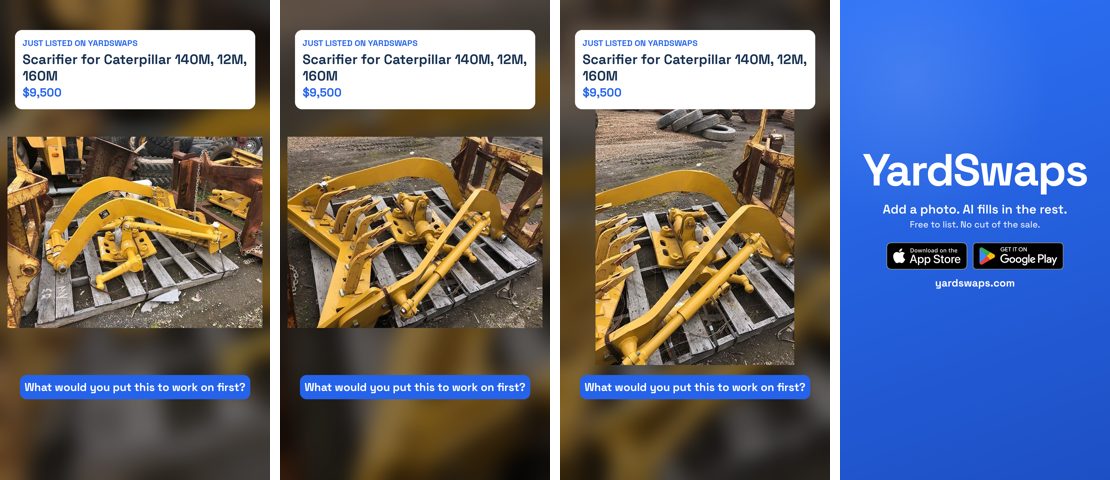 JUST LISTED ON YARDSWAPS
Scarifier for Caterpillar 140M, 12M,
160M
$9,500
What would you put this to work on first?
JUST LISTED ON YARDSWAPS
Scarifier for Caterpillar 140M, 12M,
160M
$9,500
What would you put this to work on first?
JUST LISTED ON YARDSWAPS
Scarifier for Caterpillar 140M, 12M,
160M
$9,500
What would you put this to work on first?
YardSwaps
Add a photo. AI fills in the rest.
Free to list. No cut of the sale.
Download on the
App Store
GET IT ON
Google Play
yardswaps.com